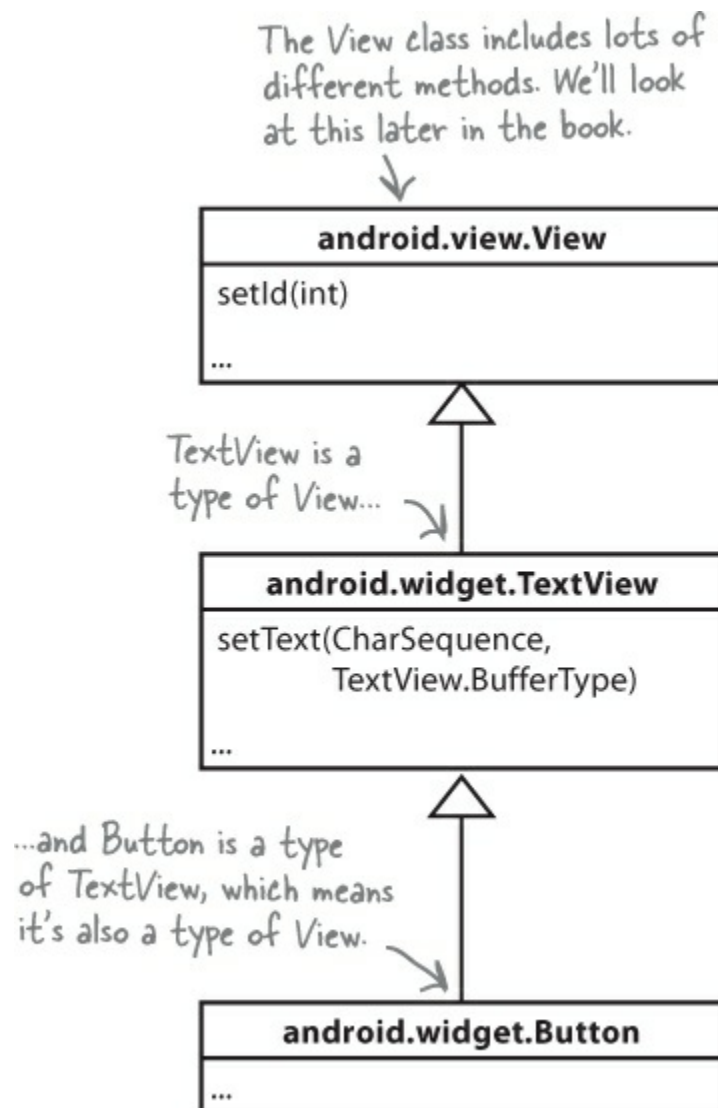 The View class includes lots of
different methods. We'll look
at this later in the book.
android.view.View
setId(int)
...
TextView is a
type of View...
android.widget.TextView
setText(CharSequence,
TextView.BufferType)
...
...and Button is a type
of TextView, which means
it's also a type of View.
android.widget.Button
...